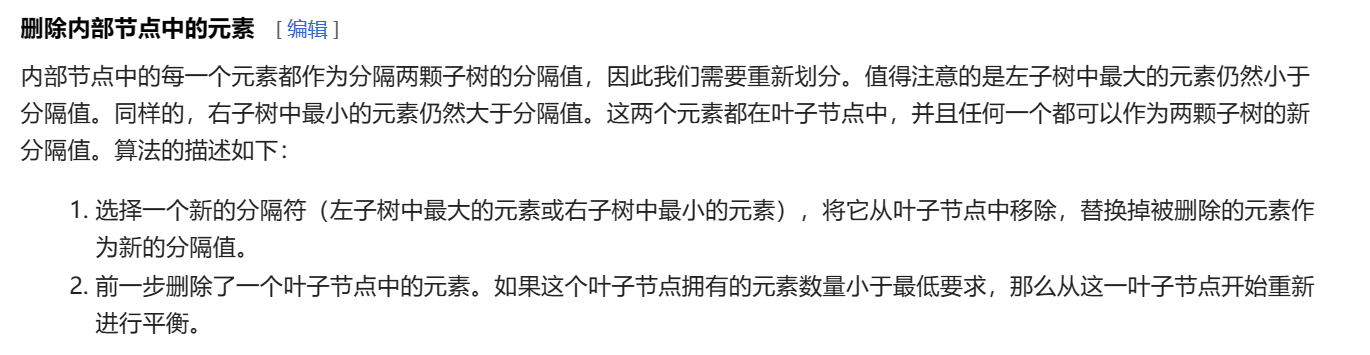 删除内部节点中的元素 [编辑]
内部节点中的每一个元素都作为分隔两颗子树的分隔值，因此我们需要重新划分。值得注意的是左子树中最大的元素仍然小于
分隔值。同样的，右子树中最小的元素仍然大于分隔值。这两个元素都在叶子节点中，并且任何一个都可以作为两颗子树的新
分隔值。算法的描述如下：
1. 选择一个新的分隔符（左子树中最大的元素或右子树中最小的元素），将它从叶子节点中移除，替换掉被删除的元素作
为新的分隔值。
2. 前一步删除了一个叶子节点中的元素。如果这个叶子节点拥有的元素数量小于最低要求，那么从这一叶子节点开始重新
进行平衡。